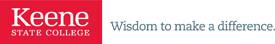 Keene
STATE COLLEGE
Wisdom to make a difference.